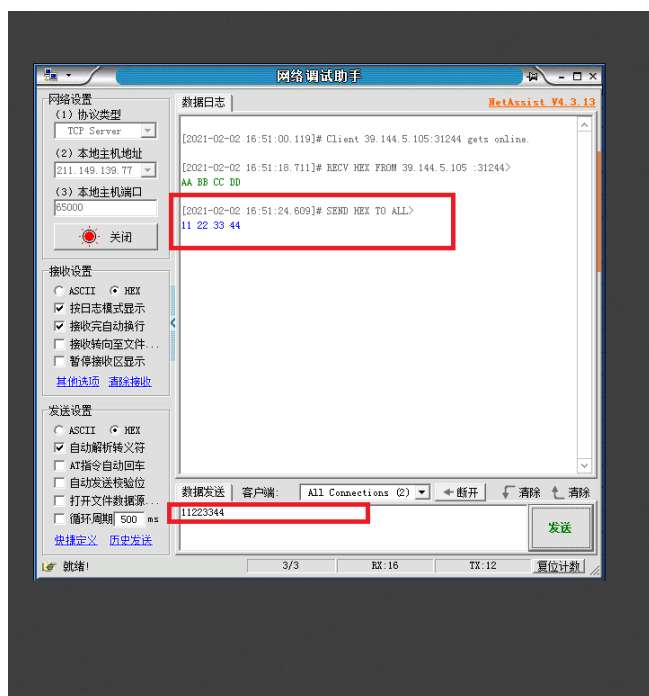 网络调试助手
网络设置
(1) 协议类型
TCP Server
(2) 本地主机地址
211.149.139.77
(3) 本地主机端口
65000
关闭
接收设置
ASCII HEX
按日志模式显示
接收完自动换行
接收转向至文件...
暂停接收区显示
其他选项 清除接收
发送设置
ASCII HEX
自动解析转义符
AT指令自动回车
自动发送校验位
打开文件数据源...
循环周期 500 ms
快捷定义 历史发送
数据日志 NetAssist V4.3.13
[2021-02-02 16:51:00.119]# Client 39.144.5.105:31244 gets online.
[2021-02-02 16:51:18.711]# RECV HEX FROM 39.144.5.105 :31244>
AA BB CC DD
[2021-02-02 16:51:24.609]# SEND HEX TO ALL>
11 22 33 44
数据发送 客户端: All Connections (2) 断开 清除 清除
11223344
发送
就绪! 3/3 RX:16 TX:12 复位计数